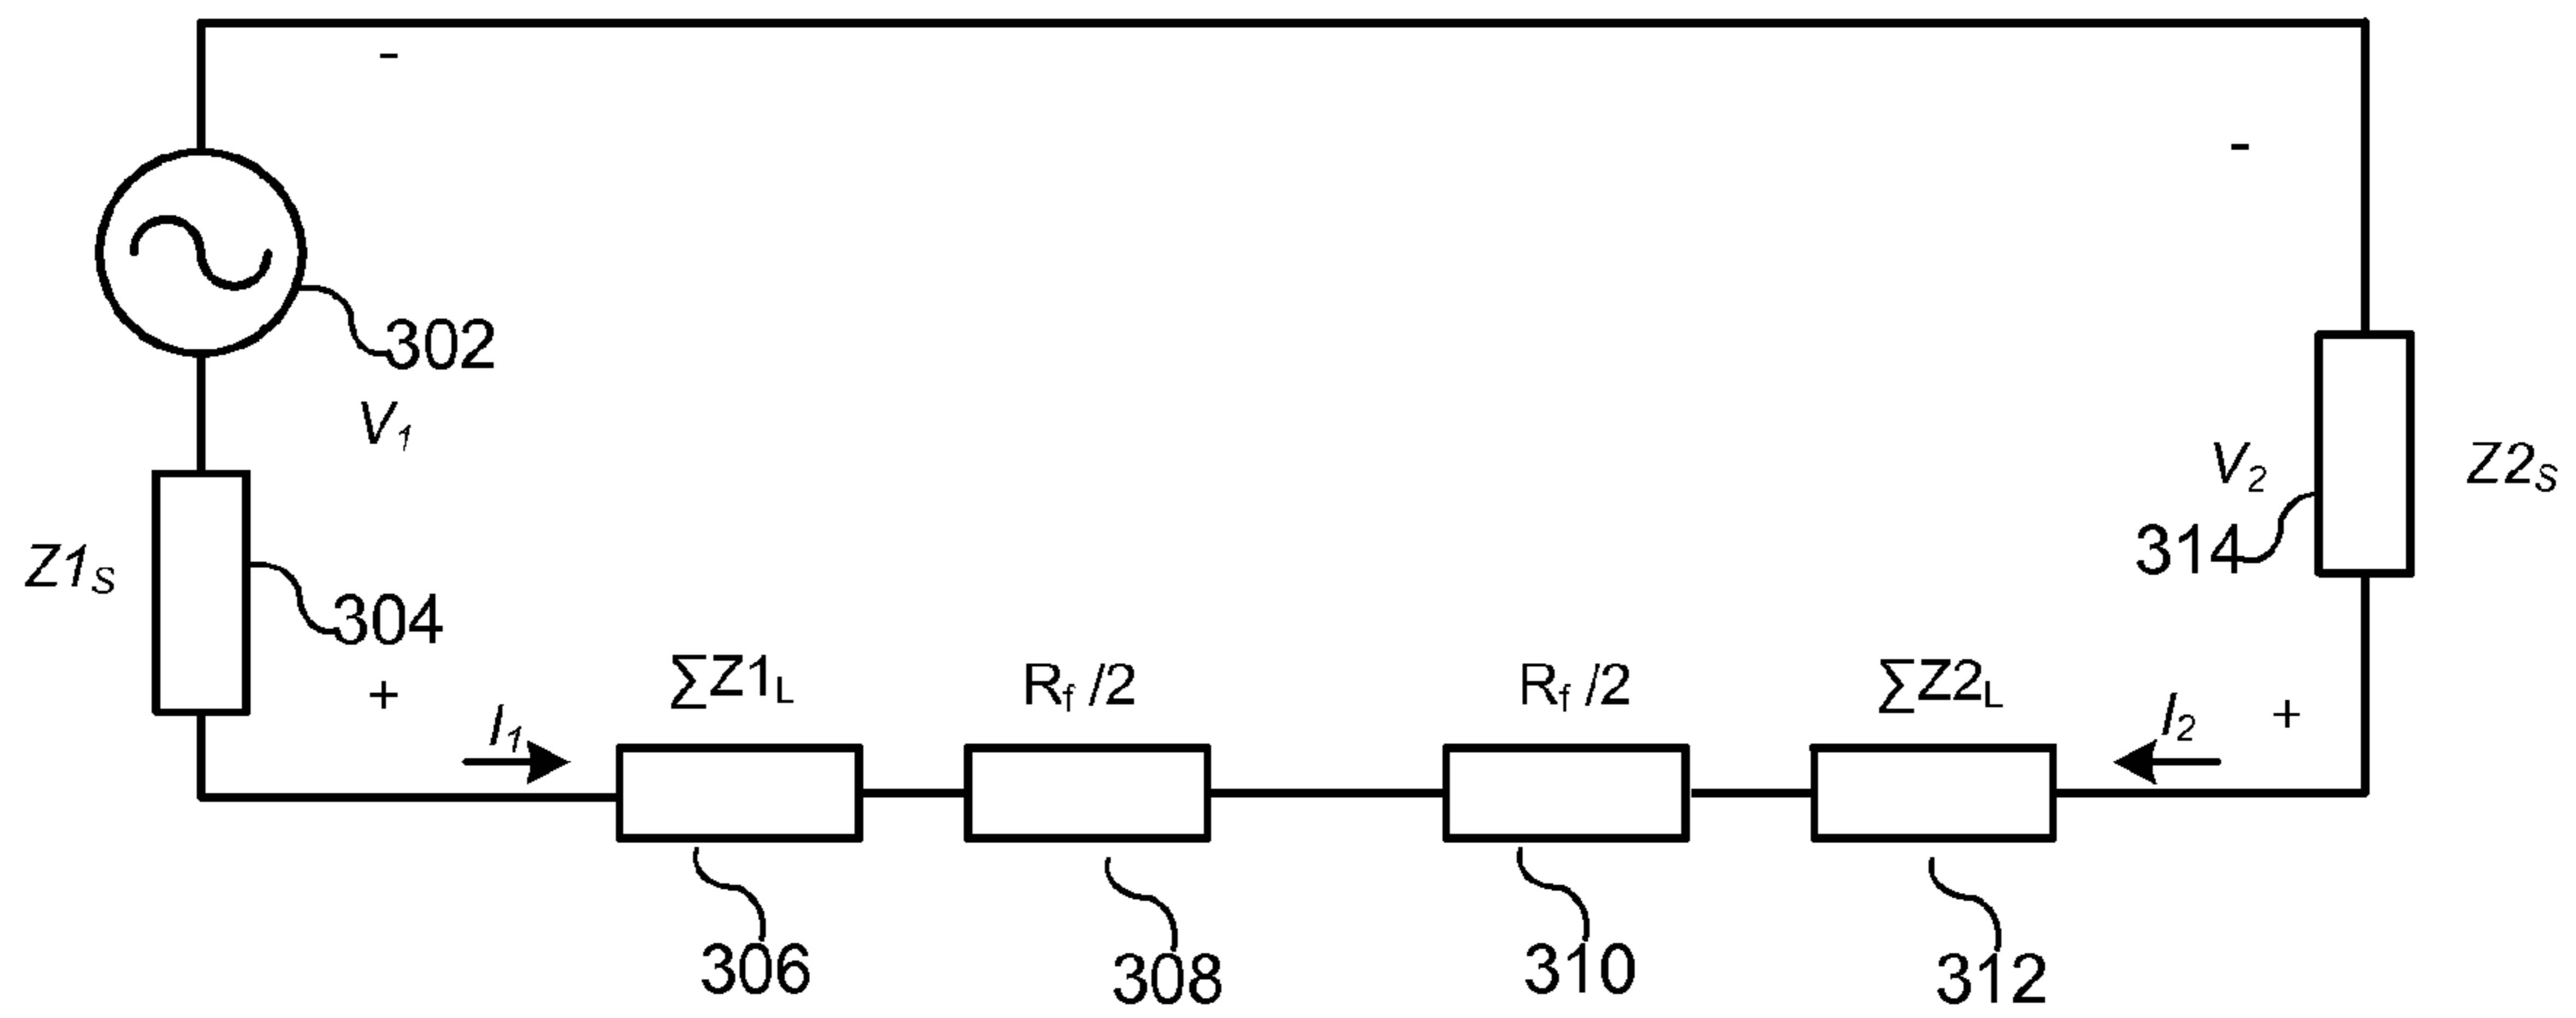 -
-
302
V1
Z1S
304
+
V2
314
Z2S
∑Z1L
Rf /2
Rf /2
∑Z2L
I1
I2
+
306
308
310
312